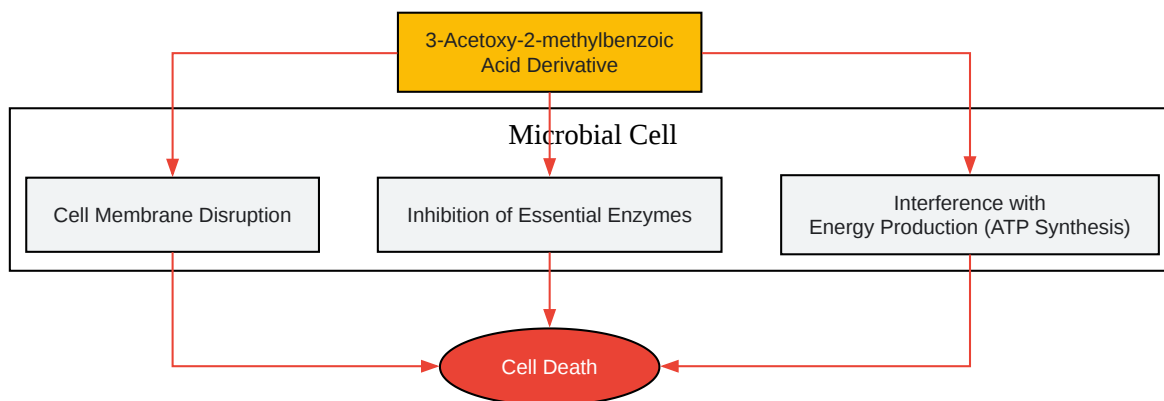 3-Acetoxy-2-methylbenzoic
Acid Derivative
Microbial Cell
Cell Membrane Disruption
Inhibition of Essential Enzymes
Interference with
Energy Production (ATP Synthesis)
Cell Death